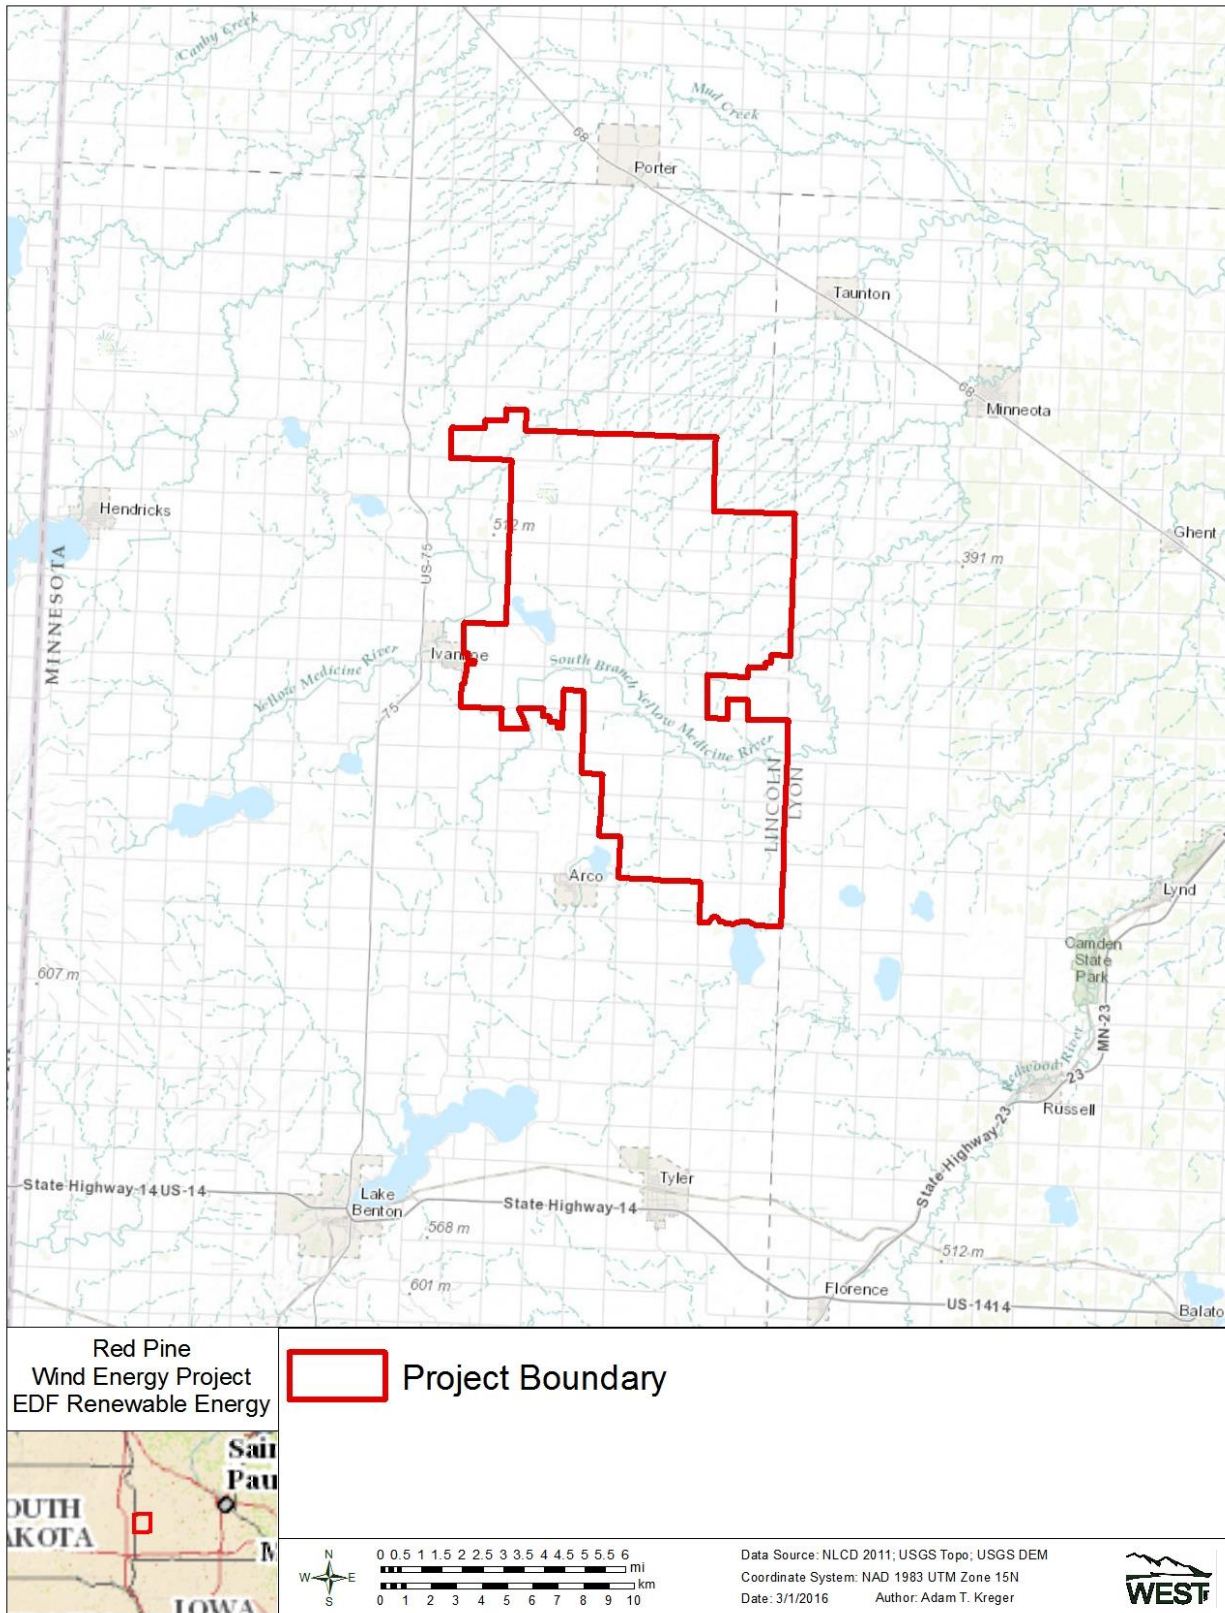 Canby Creek
Mud Creek
68
Porter
Taunton
68
Minneota
Hendricks
512 m
Ghent
391 m
US-75
MINNESOTA
Ivanhoe
South Branch Yellow Medicine River
Yellow Medicine River
75
LINCOLN
LYON
Arco
Lynd
Camden
State
Park
607 m
MN-23
Redwood River
23
Russell
State Highway-23
State Highway-14 US-14
Lake
Benton
Tyler
State Highway-14
568 m
512 m
601 m
Florence
US-1414
Balato
Red Pine
Wind Energy Project
EDF Renewable Energy
Project Boundary
Sain
Pau
OUTH
AKOTA
M
IOWA
N
W E
S
0 0.5 1 1.5 2 2.5 3 3.5 4 4.5 5 5.5 6
mi
km
0 1 2 3 4 5 6 7 8 9 10
Data Source: NLCD 2011; USGS Topo; USGS DEM
Coordinate System: NAD 1983 UTM Zone 15N
Date: 3/1/2016 Author: Adam T. Kreger
WEST